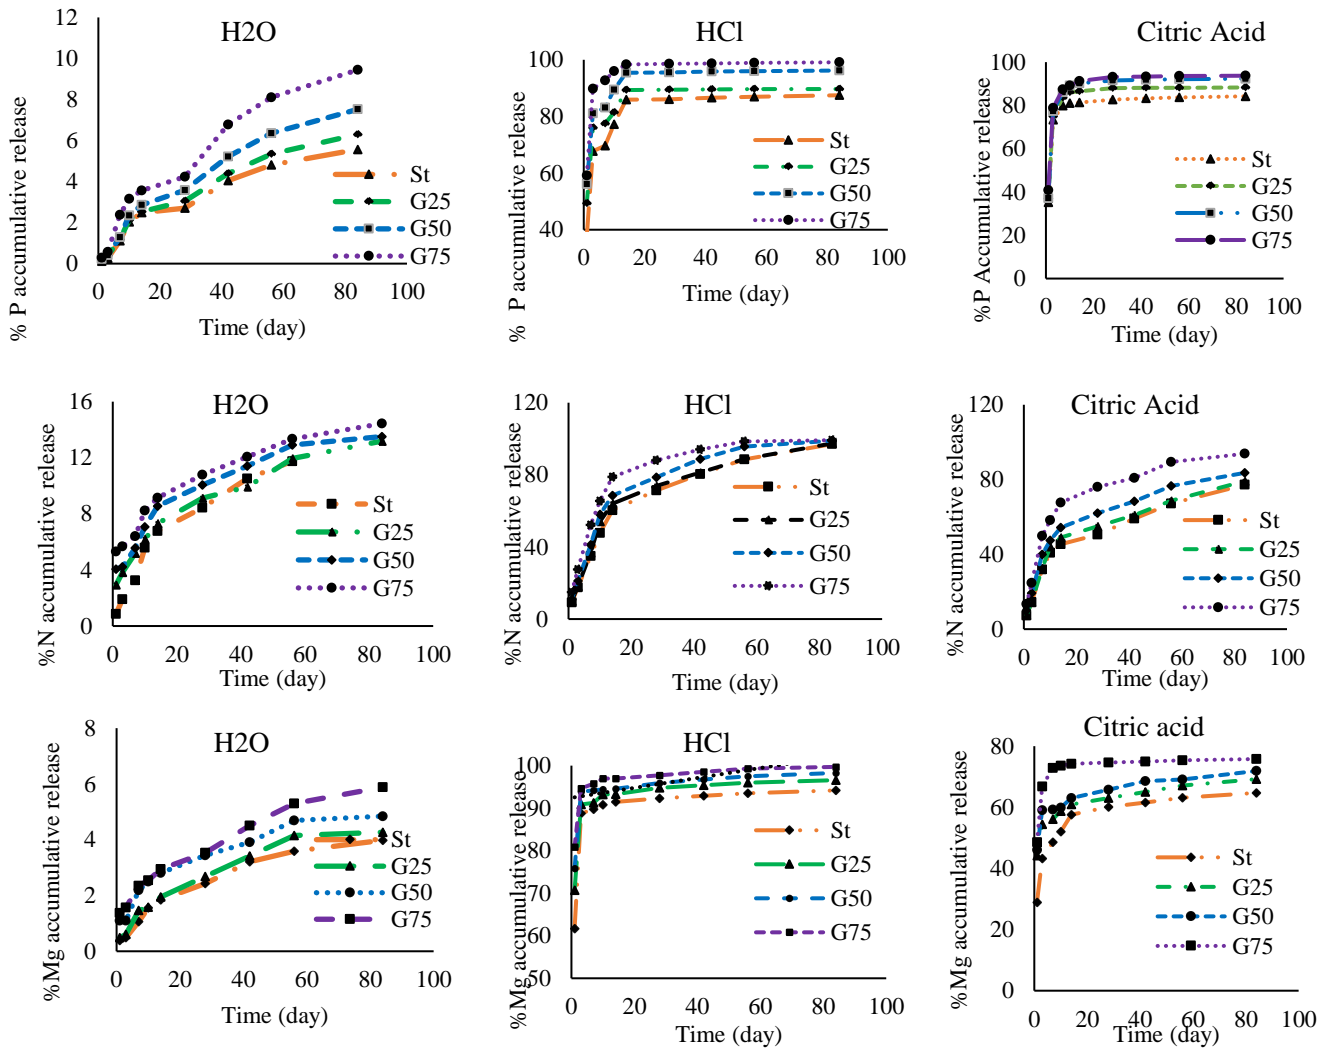 H2O
% P accumulative release
12
10
8
6
4
2
0
0 20 40 60 80 100
Time (day)
St
G25
G50
G75
HCl
% P accumulative release
100
80
60
40
0 20 40 60 80 100
Time (day)
St
G25
G50
G75
Citric Acid
%P Accumulative release
100
80
60
40
20
0
0 20 40 60 80 100
Time (day)
St
G25
G50
G75
H2O
%N accumulative release
16
12
8
4
0
0 20 40 60 80 100
Time (day)
St
G25
G50
G75
HCl
%N accumulative release
120
80
40
0
0 20 40 60 80 100
Time (day)
St
G25
G50
G75
Citric Acid
%N accumulative release
120
80
40
0
0 20 40 60 80 100
Time (day)
St
G25
G50
G75
H2O
%Mg accumulative release
8
6
4
2
0
0 20 40 60 80 100
Time (day)
St
G25
G50
G75
HCl
%Mg accumulative release
100
90
80
70
60
50
0 20 40 60 80 100
Time (day)
St
G25
G50
G75
Citric acid
%Mg accumulative release
80
60
40
20
0
0 20 40 60 80 100
Time (day)
St
G25
G50
G75